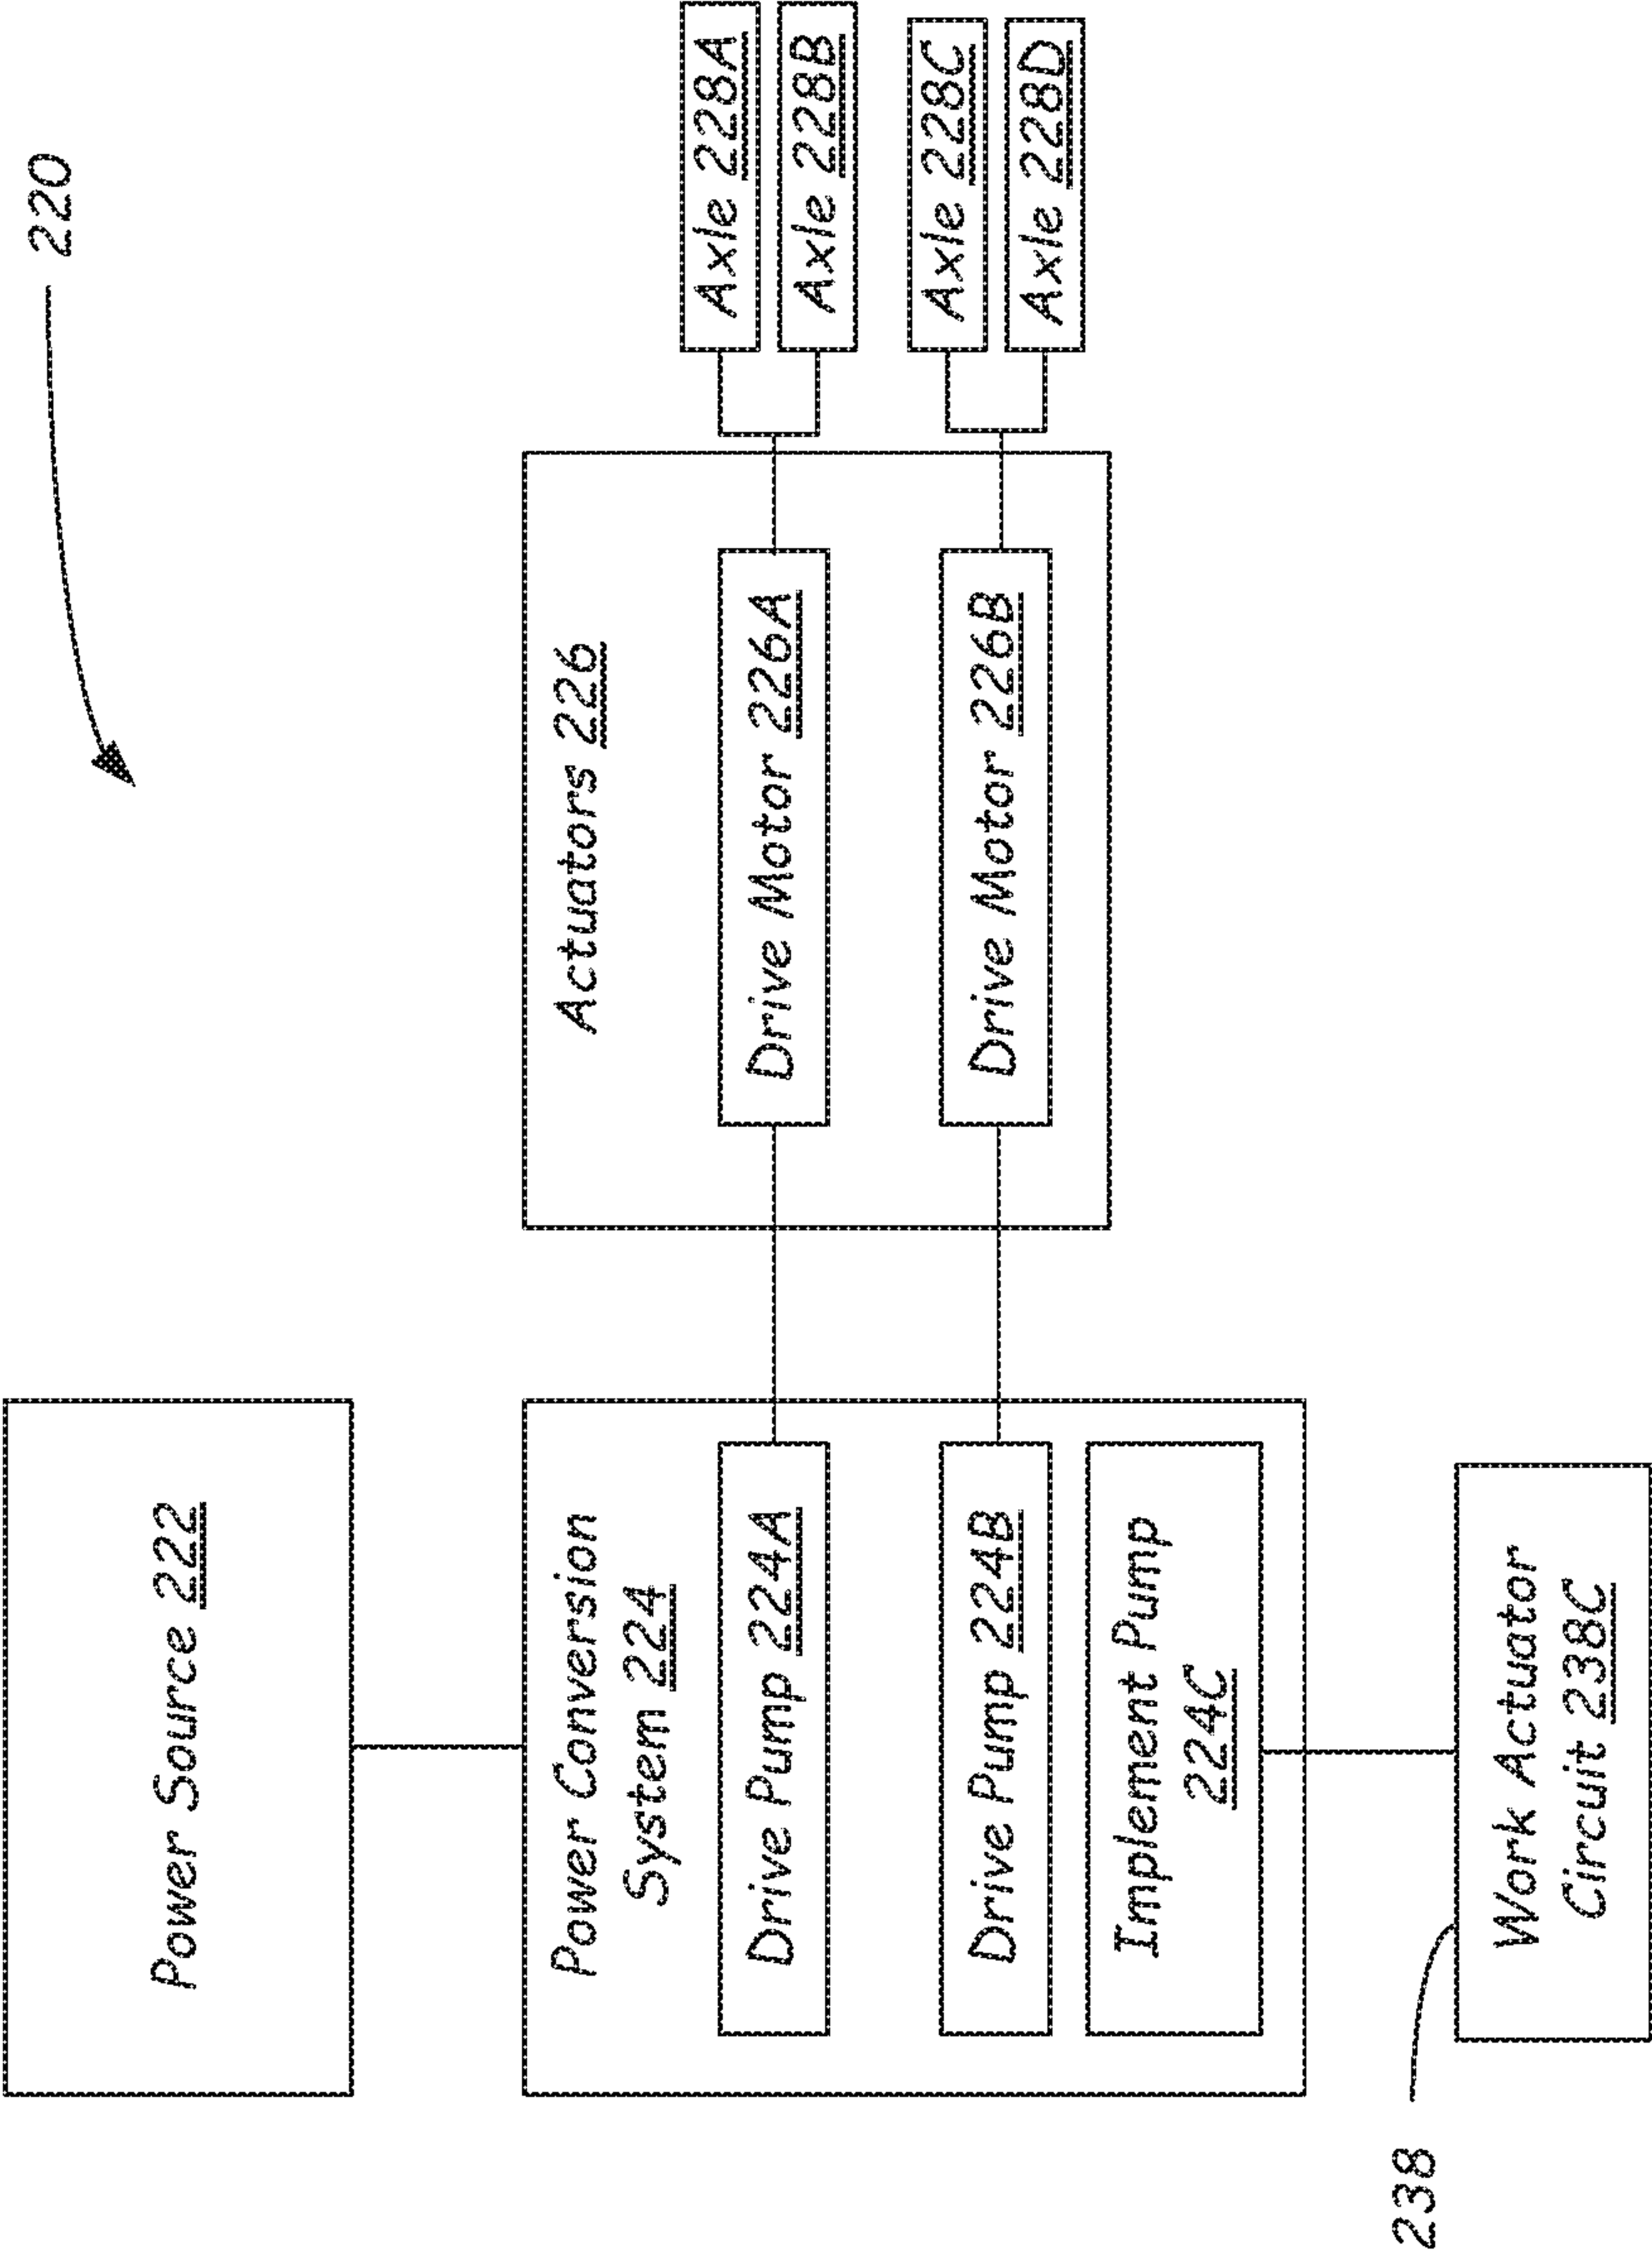 220
Power Source 222
Power Conversion
System 224
Drive Pump 224A
Drive Pump 224B
Implement Pump
224C
Actuators 226
Drive Motor 226A
Drive Motor 226B
Axle 228A
Axle 228B
Axle 228C
Axle 228D
238
Work Actuator
Circuit 238C